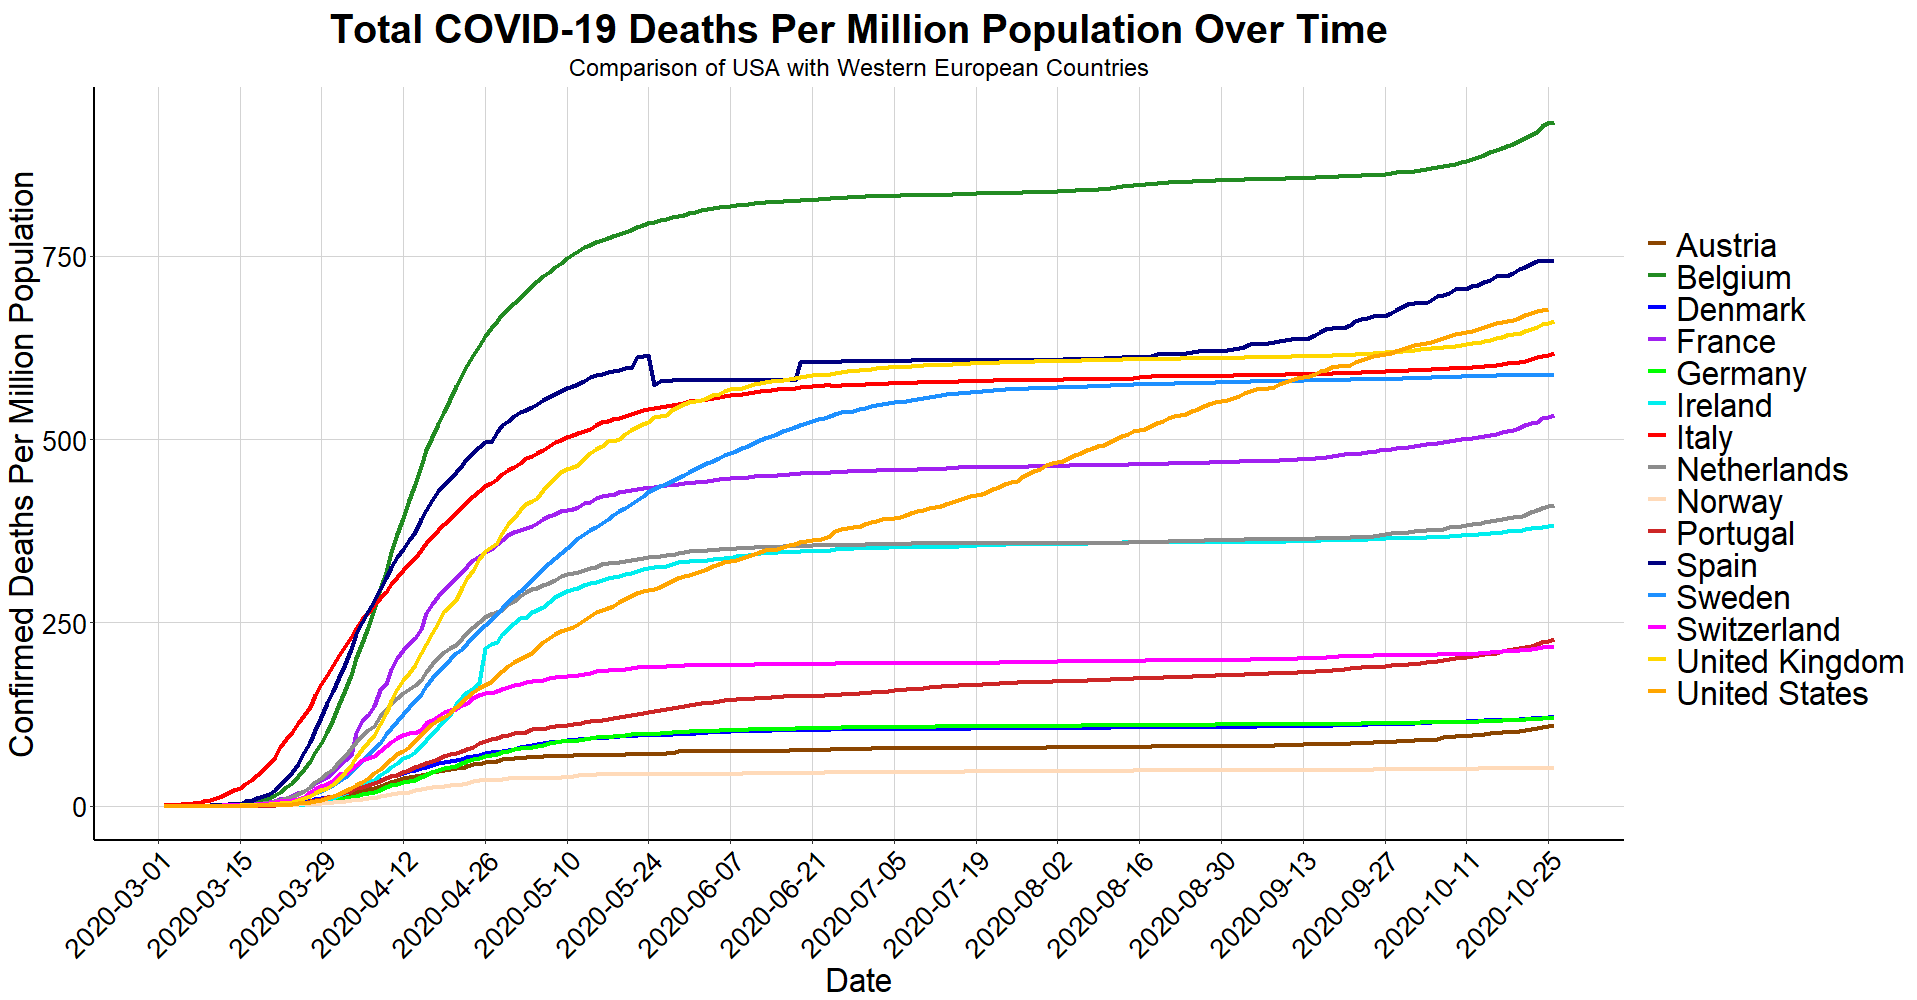 Total COVID-19 Deaths Per Million Population Over Time
Comparison of USA with Western European Countries
Confirmed Deaths Per Million Population
750
500
250
0
2020-03-01
2020-03-15
2020-03-29
2020-04-12
2020-04-26
2020-05-10
2020-05-24
2020-06-07
2020-06-21
2020-07-05
2020-07-19
2020-08-02
2020-08-16
2020-08-30
2020-09-13
2020-09-27
2020-10-11
2020-10-25
Date
Austria
Belgium
Denmark
France
Germany
Ireland
Italy
Netherlands
Norway
Portugal
Spain
Sweden
Switzerland
United Kingdom
United States